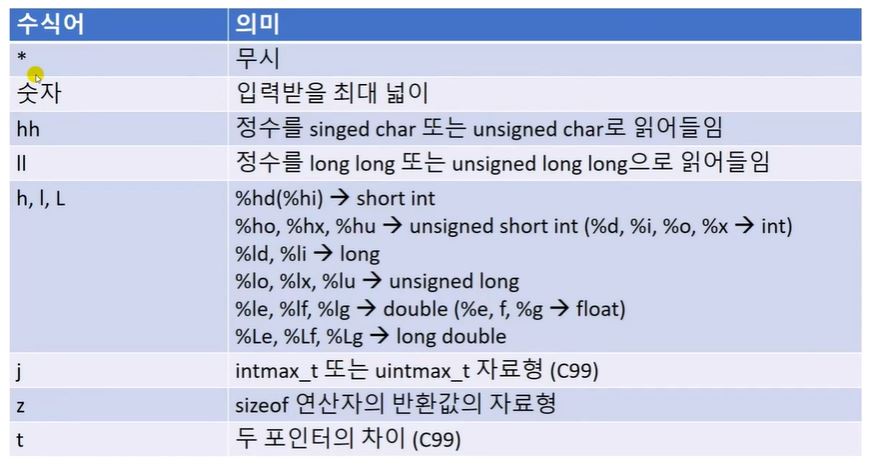 수식어 의미
* 무시
숫자 입력받을 최대 넓이
hh 정수를 singed char 또는 unsigned char로 읽어들임
ll 정수를 long long 또는 unsigned long long으로 읽어들임
h, l, L %hd(%hi) → short int
%ho, %hx, %hu → unsigned short int (%d, %i, %o, %x → int)
%ld, %li → long
%lo, %lx, %lu → unsigned long
%le, %lf, %lg → double (%e, f, %g → float)
%Le, %Lf, %Lg → long double
j intmax_t 또는 uintmax_t 자료형 (C99)
z sizeof 연산자의 반환값의 자료형
t 두 포인터의 차이 (C99)